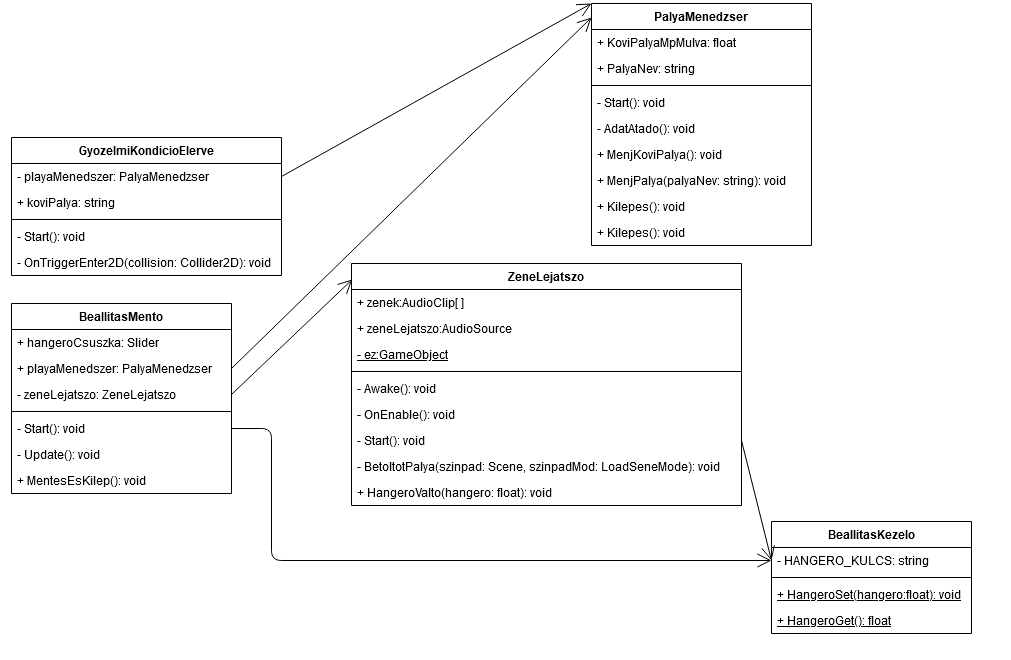 PalyaMenedzser
+ KoviPalyaMpMulva: float
+ PalyaNev: string
- Start(): void
- AdatAtado(): void
+ MenjKoviPalya(): void
+ MenjPalya(palyaNev: string): void
+ Kilepes(): void
+ Kilepes(): void
GyozelmiKondicioElerve
- playaMenedszer: PalyaMenedzser
+ koviPalya: string
- Start(): void
- OnTriggerEnter2D(collision: Collider2D): void
BeallitasMento
+ hangeroCsuszka: Slider
+ playaMenedszer: PalyaMenedzser
- zeneLejatszo: ZeneLejatszo
- Start(): void
- Update(): void
+ MentesEsKilep(): void
ZeneLejatszo
+ zenek:AudioClip[ ]
+ zeneLejatszo:AudioSource
- ez:GameObject
- Awake(): void
- OnEnable(): void
- Start(): void
- BetoltotPalya(szinpad: Scene, szinpadMod: LoadSeneMode): void
+ HangeroValto(hangero: float): void
BeallitasKezelo
- HANGERO_KULCS: string
+ HangeroSet(hangero:float): void
+ HangeroGet(): float